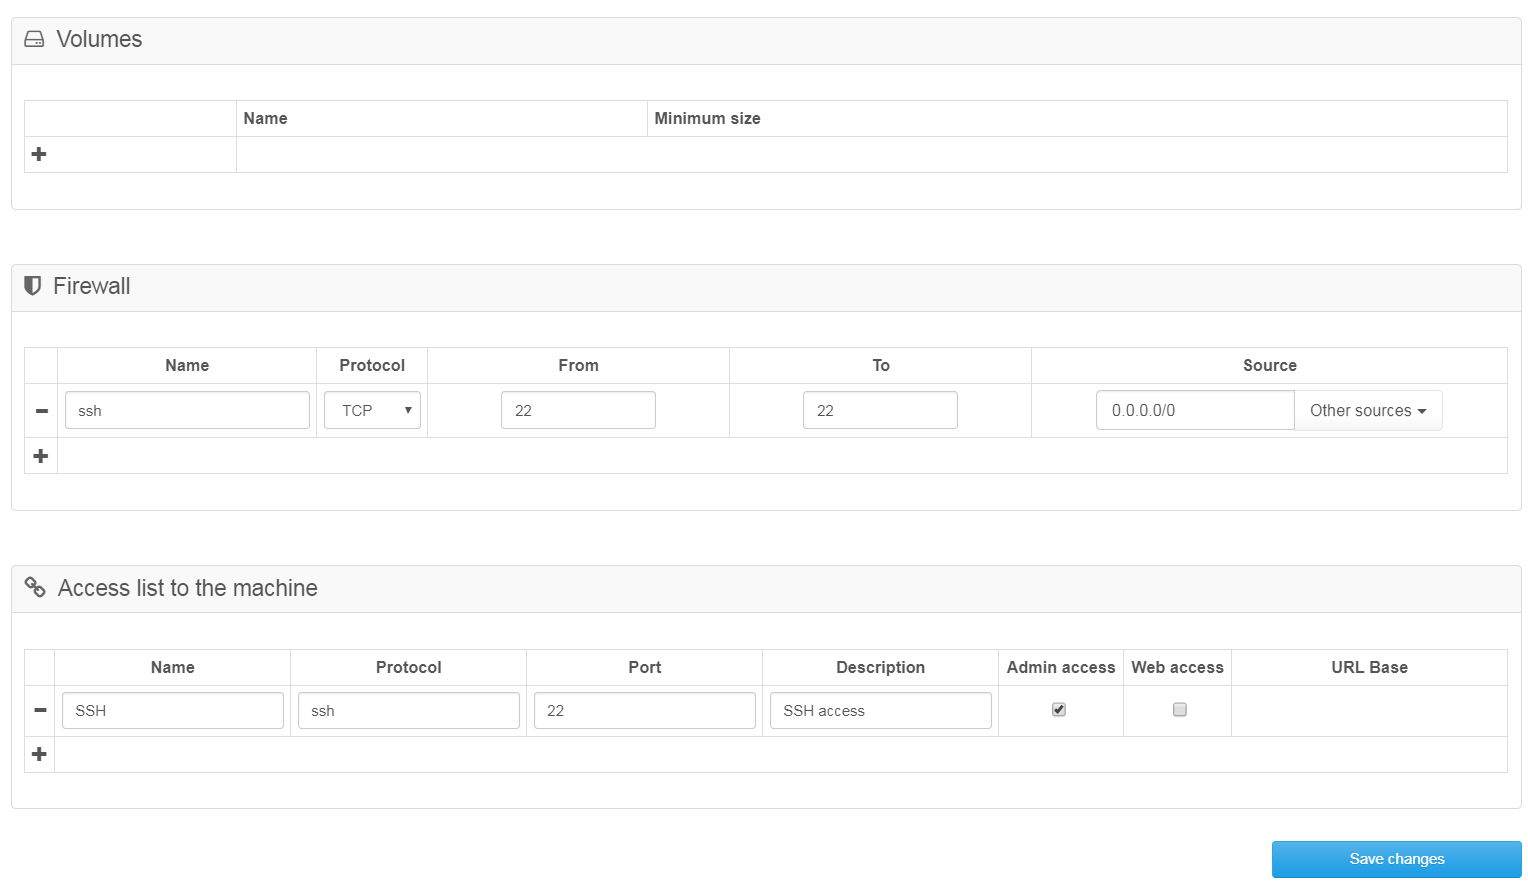 Volumes
Name Minimum size
Firewall
Name Protocol From To Source
ssh TCP 22 22 0.0.0.0/0 Other sources
Access list to the machine
Name Protocol Port Description Admin access Web access URL Base
SSH ssh 22 SSH access
Save changes